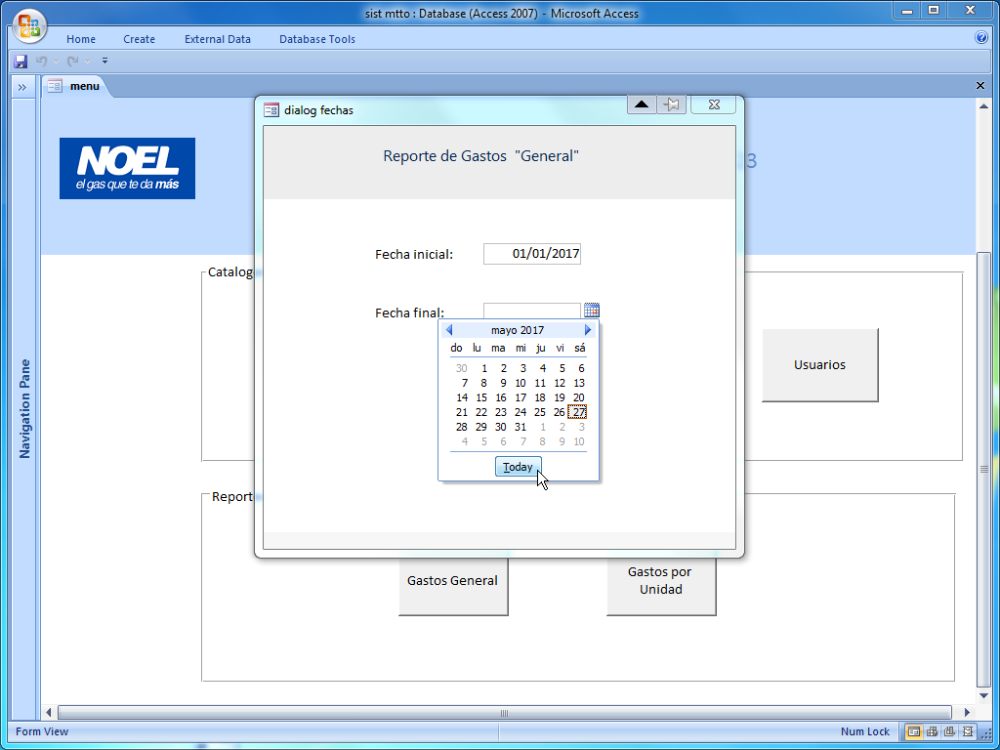 sist mtto : Database (Access 2007) - Microsoft Access
Home Create External Data Database Tools
menu
dialog fechas
NOEL
el gas que te da más
Reporte de Gastos "General"
3
Fecha inicial: 01/01/2017
Catalog
Fecha final:
mayo 2017
do lu ma mi ju vi sá
30 1 2 3 4 5 6
7 8 9 10 11 12 13
14 15 16 17 18 19 20
21 22 23 24 25 26 27
28 29 30 31 1 2 3
4 5 6 7 8 9 10
Today
Usuarios
Navigation Pane
Report
Gastos General
Gastos por
Unidad
Form View
Num Lock